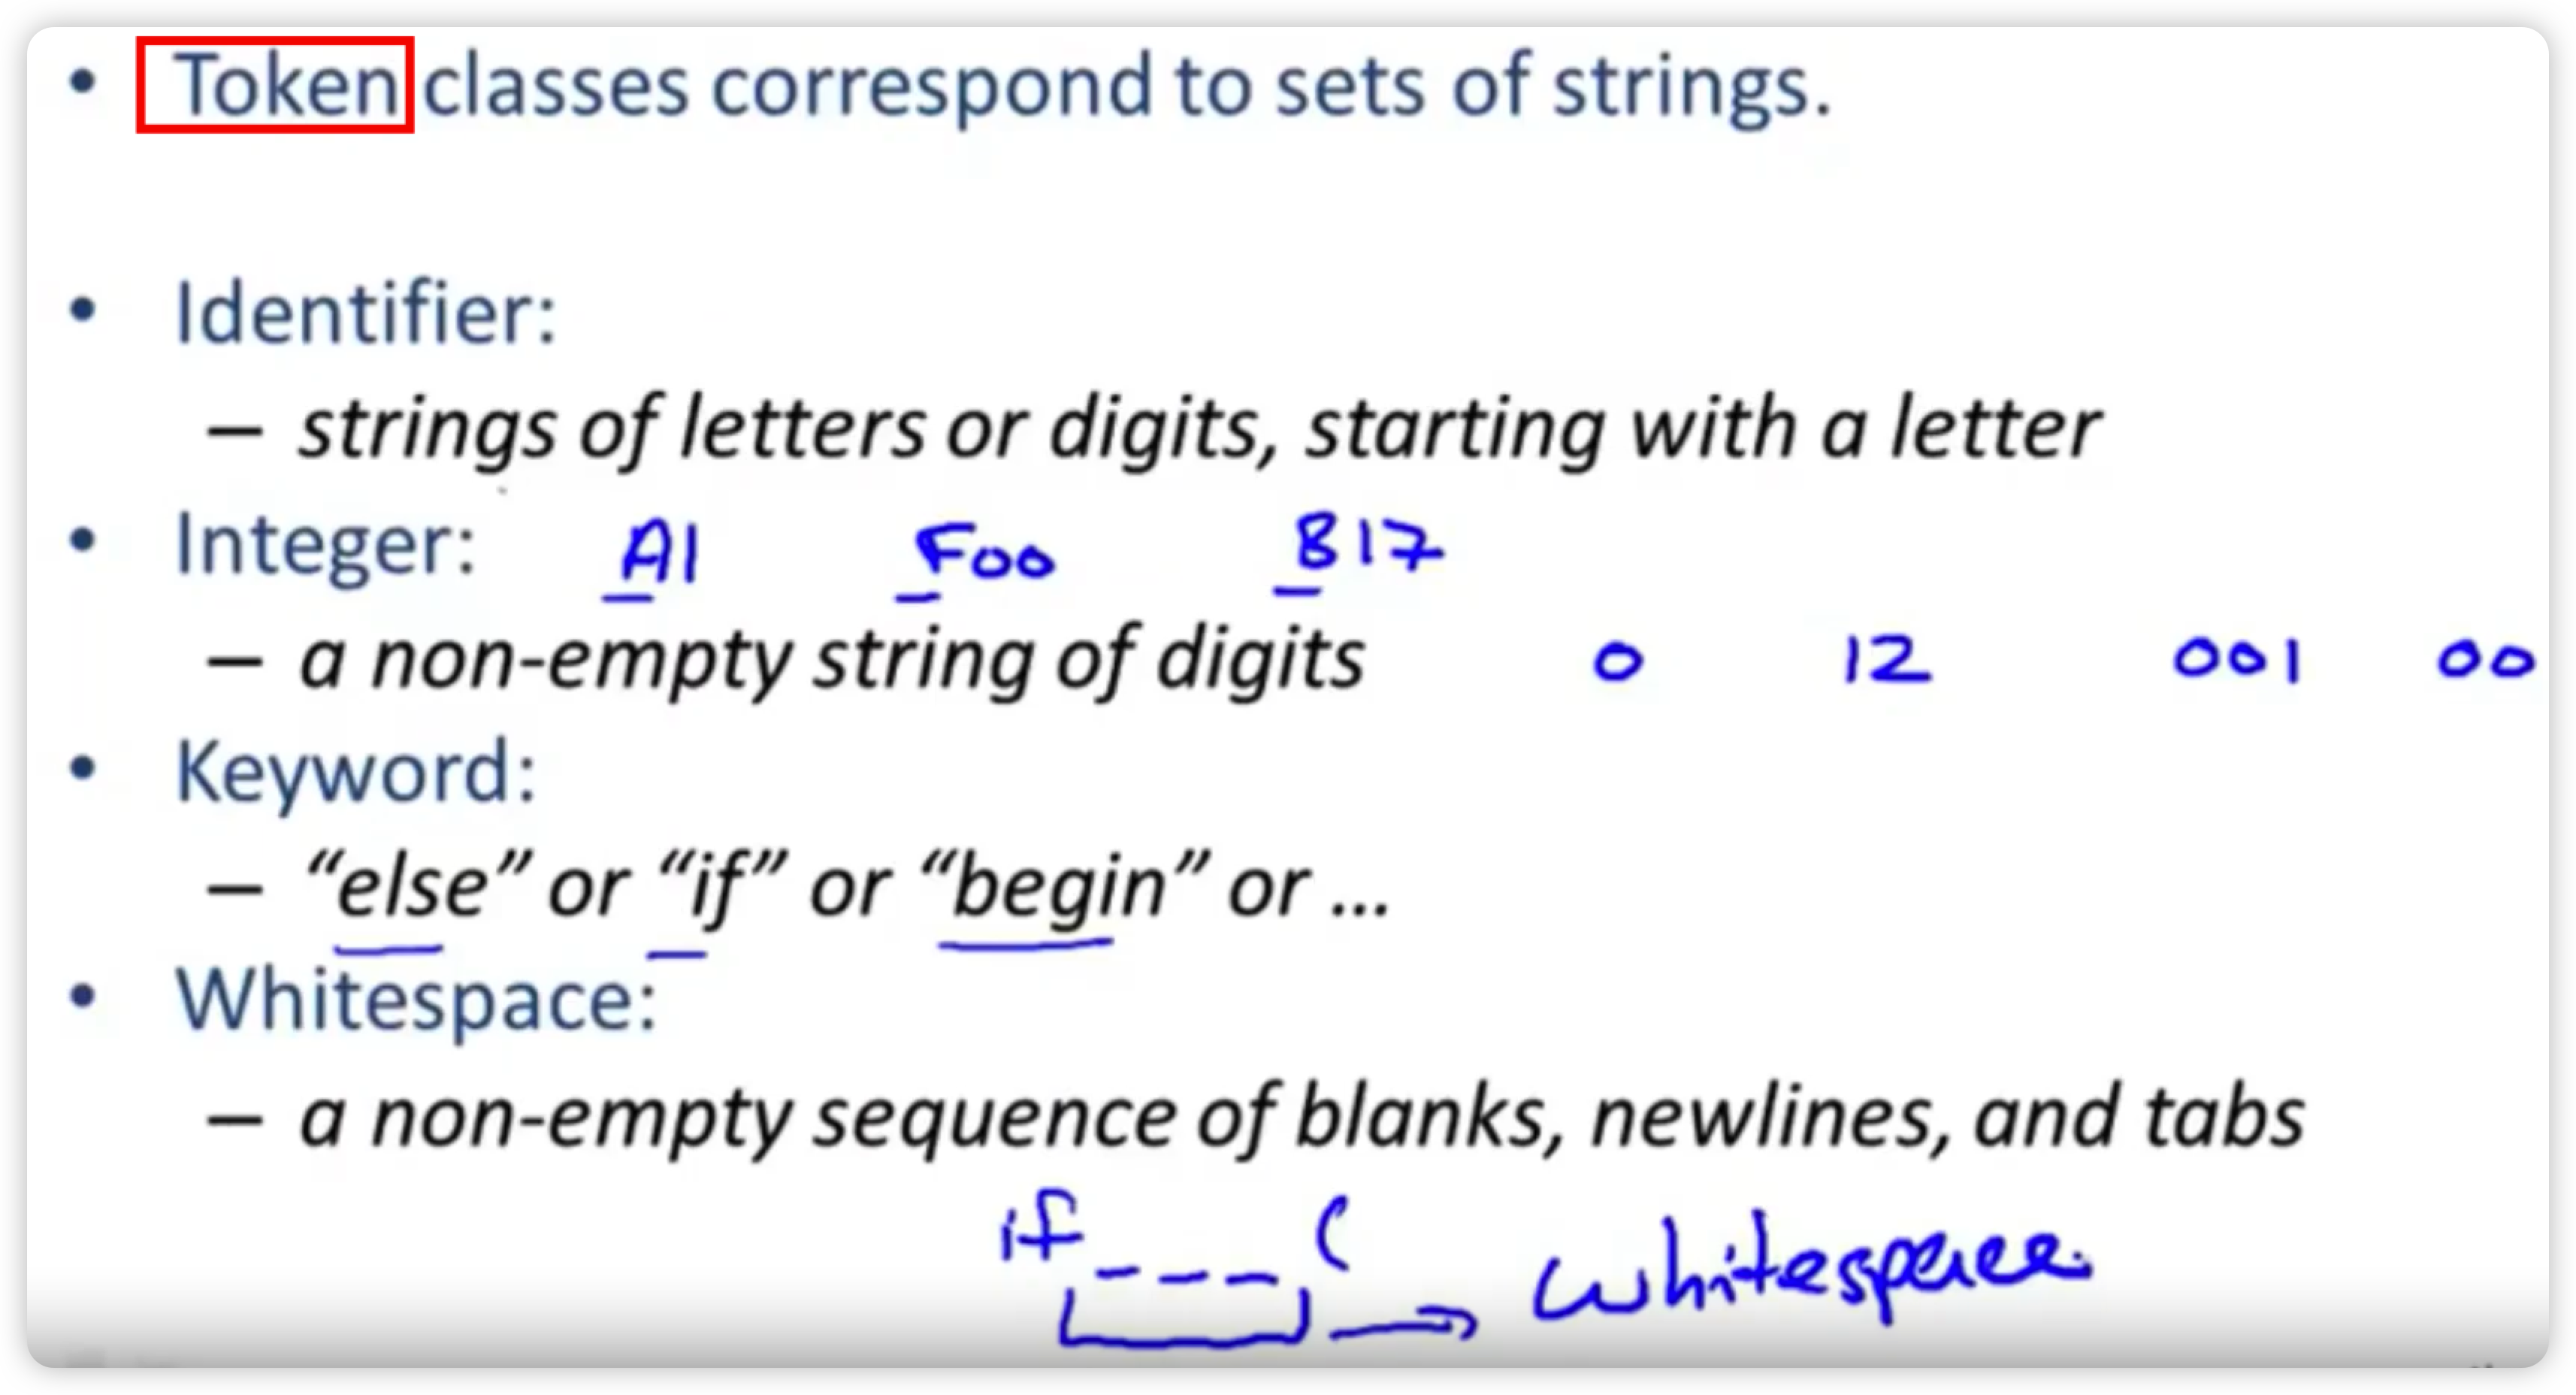 • Token classes correspond to sets of strings.
• Identifier:
– strings of letters or digits, starting with a letter
• Integer: A1 Foo B17
– a non-empty string of digits 0 12 001 00
• Keyword:
– “else” or “if” or “begin” or ...
• Whitespace:
– a non-empty sequence of blanks, newlines, and tabs
if _ _ _ ( → whitespace